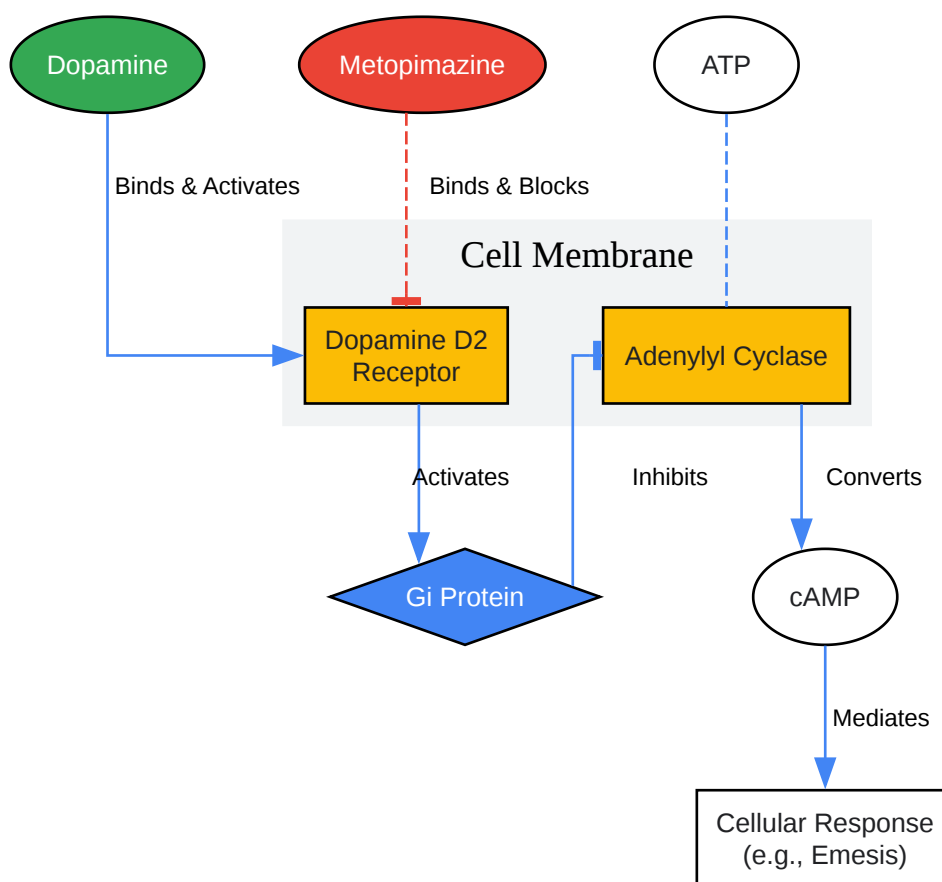 Dopamine
Metopimazine
ATP
Binds & Activates
Binds & Blocks
Cell Membrane
Dopamine D2
Receptor
Adenylyl Cyclase
Activates
Inhibits
Converts
Gi Protein
cAMP
Mediates
Cellular Response
(e.g., Emesis)